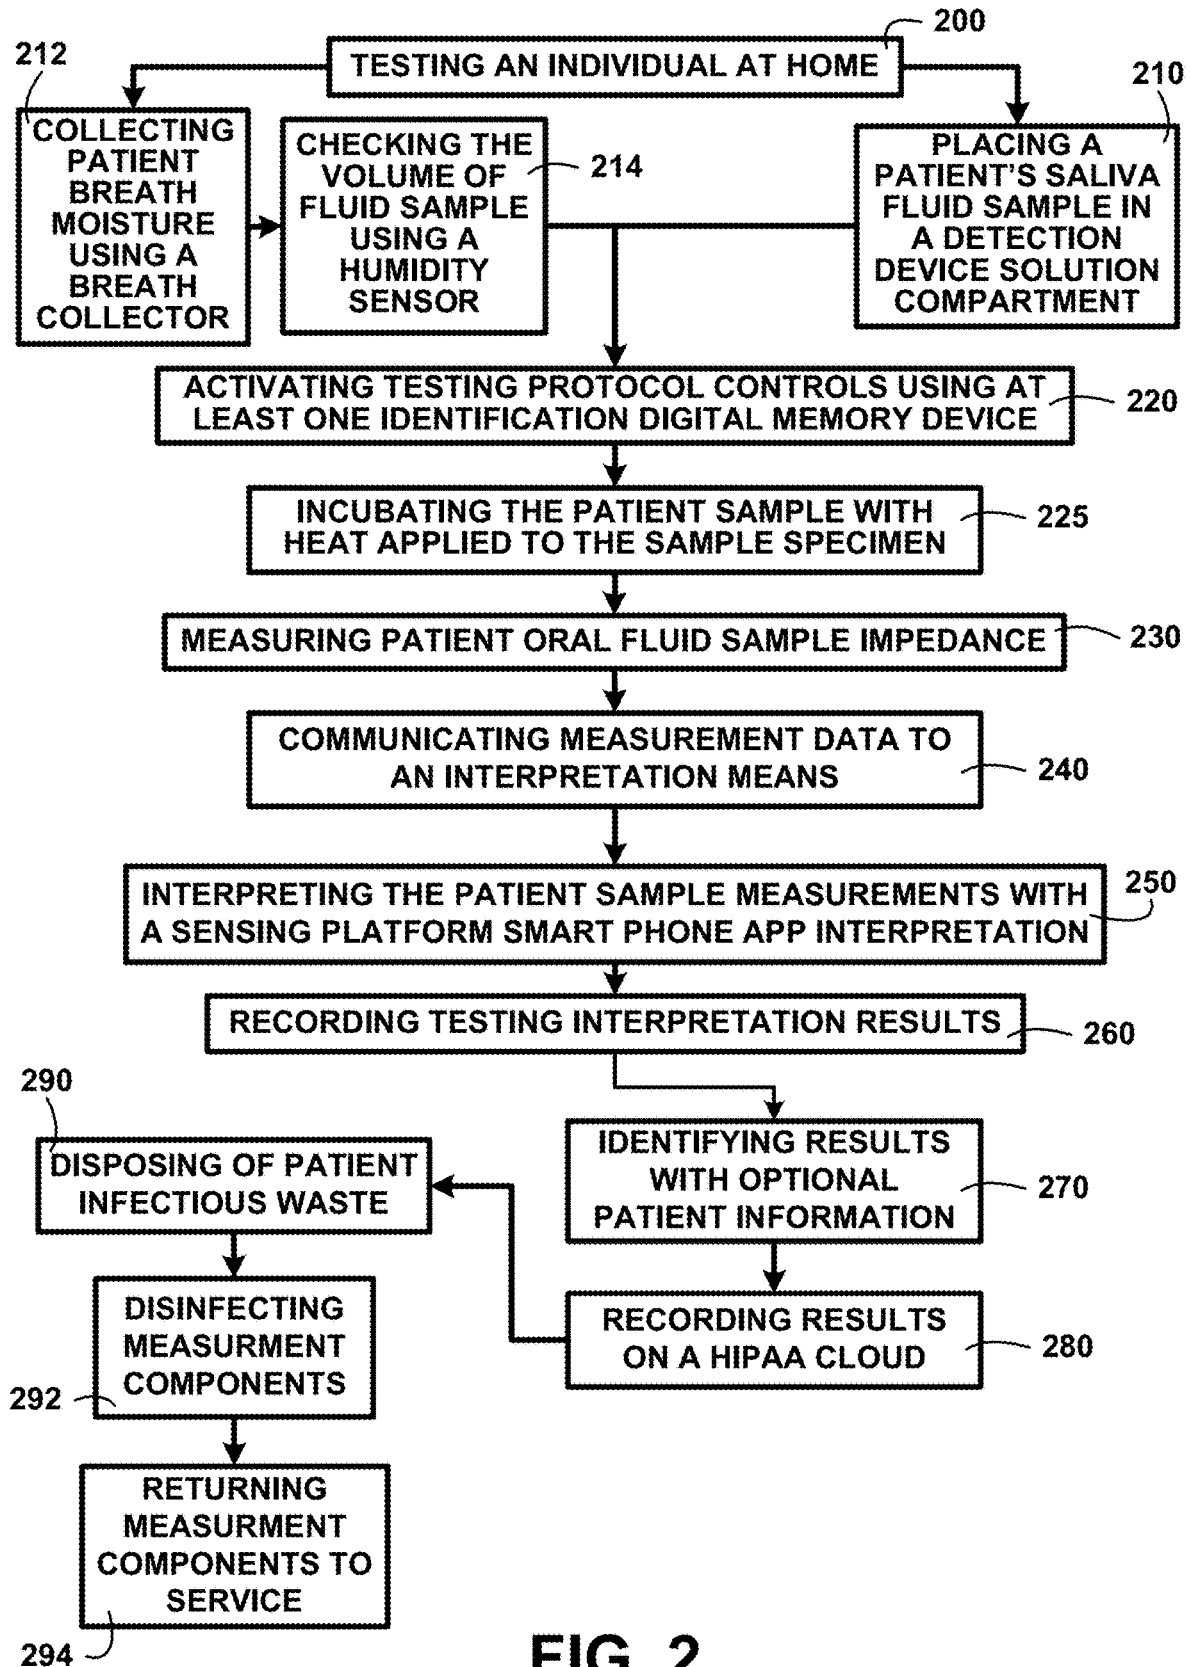 200
TESTING AN INDIVIDUAL AT HOME
212
COLLECTING
PATIENT
BREATH
MOISTURE
USING A
BREATH
COLLECTOR
CHECKING THE
VOLUME OF
FLUID SAMPLE
USING A
HUMIDITY
SENSOR
214
210
PLACING A
PATIENT'S SALIVA
FLUID SAMPLE IN
A DETECTION
DEVICE SOLUTION
COMPARTMENT
ACTIVATING TESTING PROTOCOL CONTROLS USING AT
LEAST ONE IDENTIFICATION DIGITAL MEMORY DEVICE
220
INCUBATING THE PATIENT SAMPLE WITH
HEAT APPLIED TO THE SAMPLE SPECIMEN
225
MEASURING PATIENT ORAL FLUID SAMPLE IMPEDANCE
230
COMMUNICATING MEASUREMENT DATA TO
AN INTERPRETATION MEANS
240
INTERPRETING THE PATIENT SAMPLE MEASUREMENTS WITH
A SENSING PLATFORM SMART PHONE APP INTERPRETATION
250
RECORDING TESTING INTERPRETATION RESULTS
260
IDENTIFYING RESULTS
WITH OPTIONAL
PATIENT INFORMATION
270
RECORDING RESULTS
ON A HIPAA CLOUD
280
290
DISPOSING OF PATIENT
INFECTIOUS WASTE
DISINFECTING
MEASURMENT
COMPONENTS
292
RETURNING
MEASURMENT
COMPONENTS TO
SERVICE
294
FIG. 2